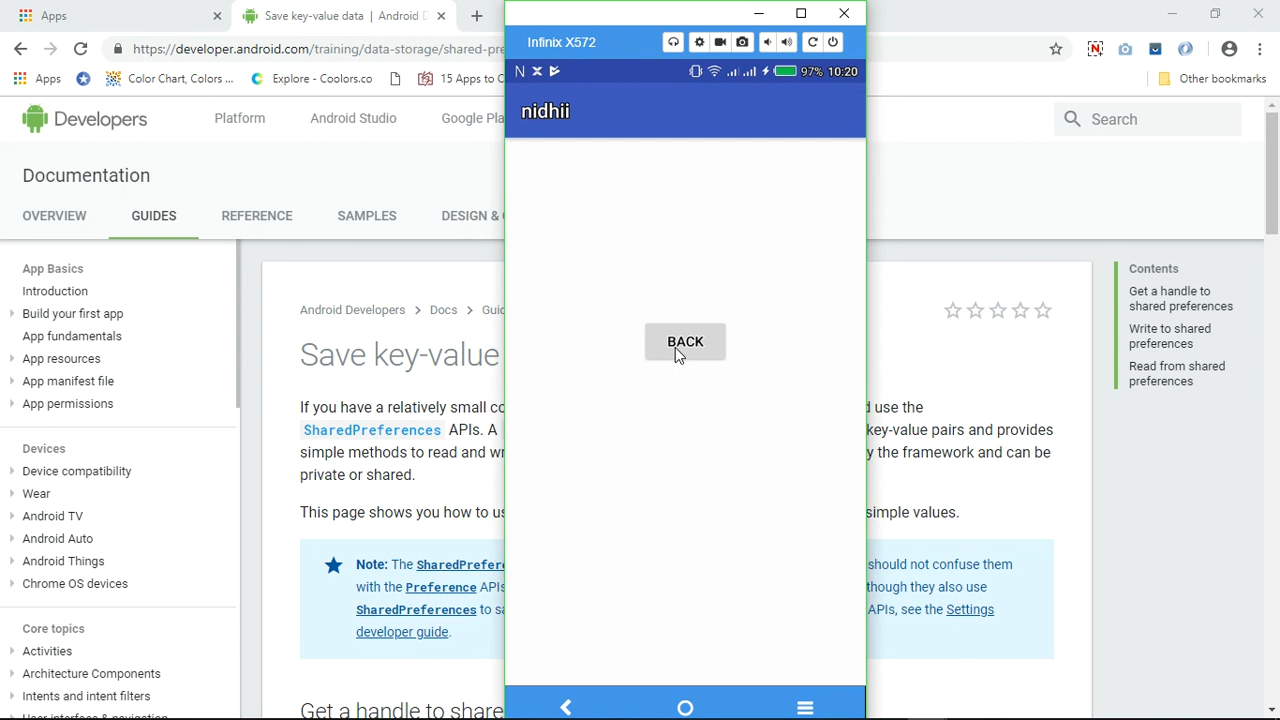 Apps
Save key-value data | Android D
https://developer.android.com/training/data-storage/shared-pre
Apps
Color Chart, Colors ...
Explore - Coolors.co
15 Apps to C
Other bookmarks
Infinix X572
97% 10:20
nidhii
BACK
Developers
Platform
Android Studio
Google Pla
Search
Documentation
OVERVIEW
GUIDES
REFERENCE
SAMPLES
DESIGN &
App Basics
Introduction
Build your first app
App fundamentals
App resources
App manifest file
App permissions
Devices
Device compatibility
Wear
Android TV
Android Auto
Android Things
Chrome OS devices
Core topics
Activities
Architecture Components
Intents and intent filters
User interface & navigation
Android Developers > Docs > Guid
Save key-value
If you have a relatively small co d use the
SharedPreferences APIs. A key-value pairs and provides
simple methods to read and wr y the framework and can be
private or shared.
This page shows you how to us simple values.
Note: The SharedPrefere should not confuse them
with the Preference APIs though they also use
SharedPreferences to sa APIs, see the Settings
developer guide.
Get a handle to share
Contents
Get a handle to
shared preferences
Write to shared
preferences
Read from shared
preferences